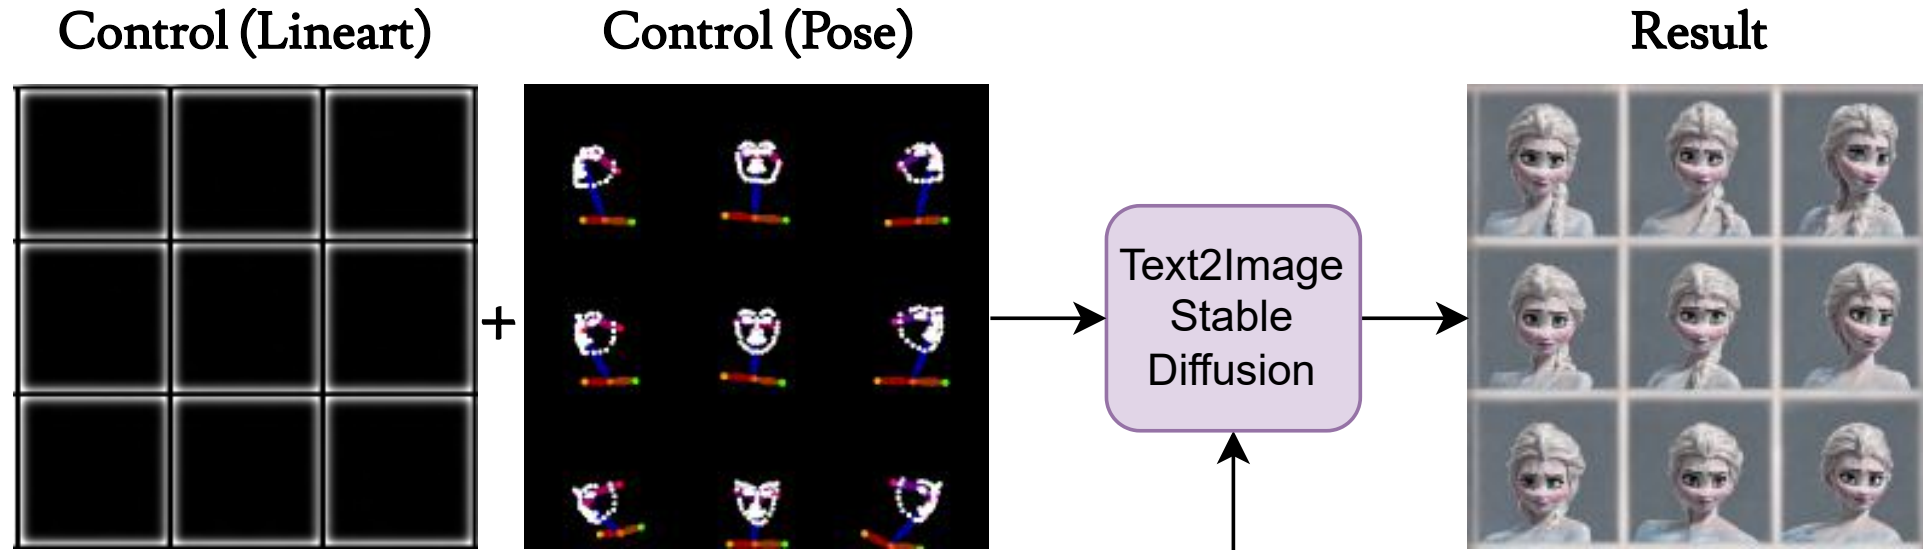 Control (Lineart)
Control (Pose)
Result
+
Text2Image
Stable
Diffusion